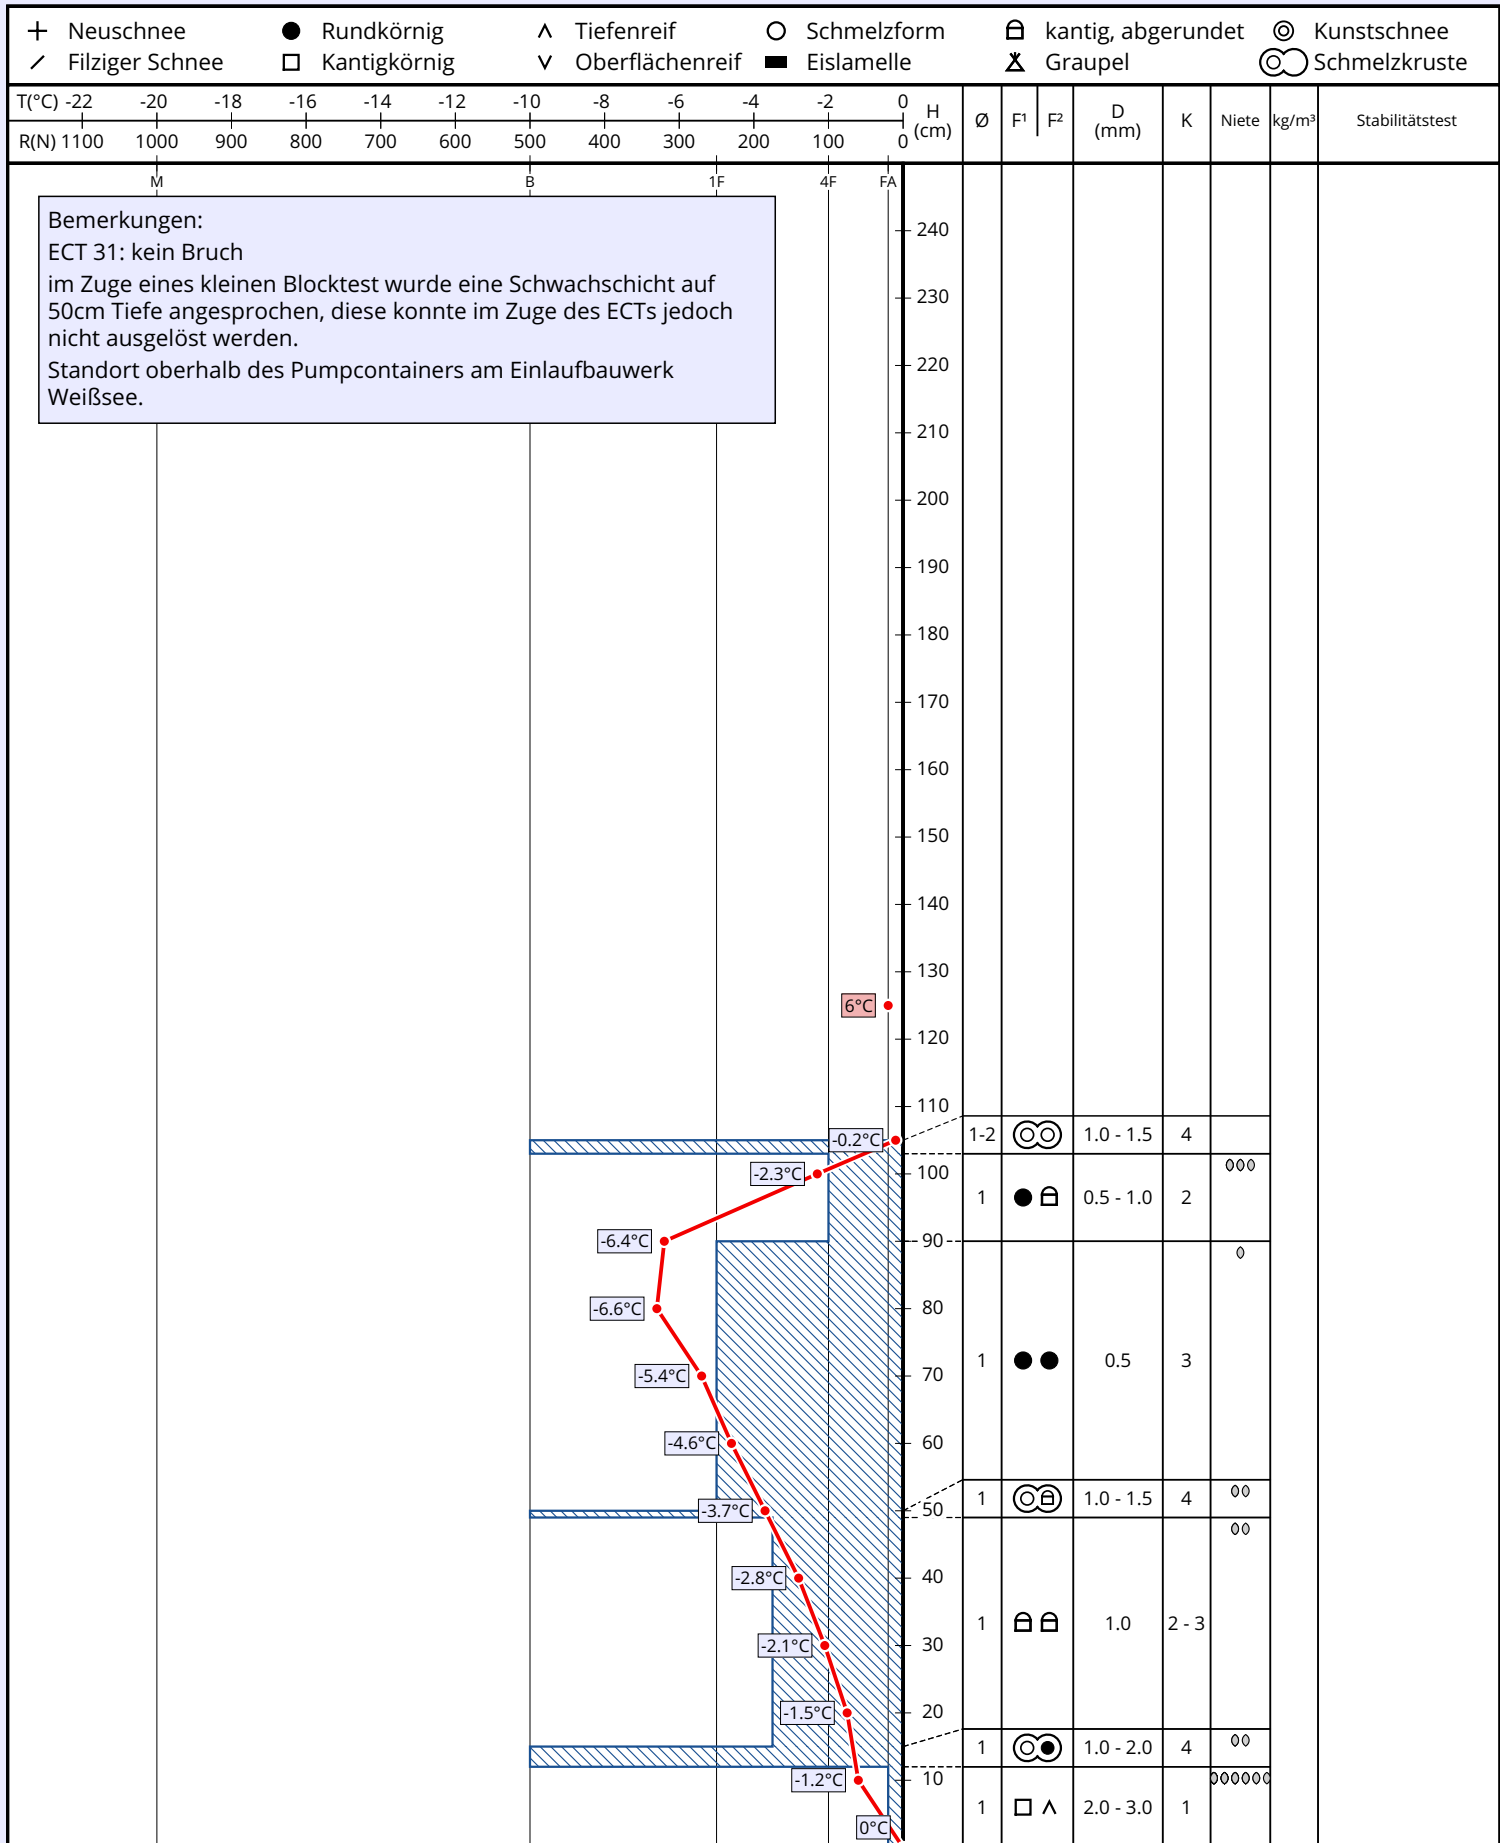 Neuschnee Rundkörnig Tiefenreif Schmelzform kantig, abgerundet Kunstschnee
Filziger Schnee Kantigkörnig Oberflächenreif Eislamelle Graupel Schmelzkruste
T(°C) -22 -20 -18 -16 -14 -12 -10 -8 -6 -4 -2 0
R(N) 1100 1000 900 800 700 600 500 400 300 200 100 0
H (cm) Ø F¹ F² D (mm) K Niete kg/m³ Stabilitätstest
M B 1F 4F FA
Bemerkungen:
ECT 31: kein Bruch
im Zuge eines kleinen Blocktest wurde eine Schwachschicht auf
50cm Tiefe angesprochen, diese konnte im Zuge des ECTs jedoch
nicht ausgelöst werden.
Standort oberhalb des Pumpcontainers am Einlaufbauwerk
Weißsee.
240
230
220
210
200
190
180
170
160
150
140
130
6°C
120
110
-0.2°C 1-2 1.0 - 1.5 4
-2.3°C 100
1 0.5 - 1.0 2
-6.4°C 90
-6.6°C 80
1 0.5 3
-5.4°C 70
-4.6°C 60
1 1.0 - 1.5 4
-3.7°C 50
-2.8°C 40
1 1.0 2 - 3
-2.1°C 30
-1.5°C 20
1 1.0 - 2.0 4
-1.2°C 10
1 2.0 - 3.0 1
0°C